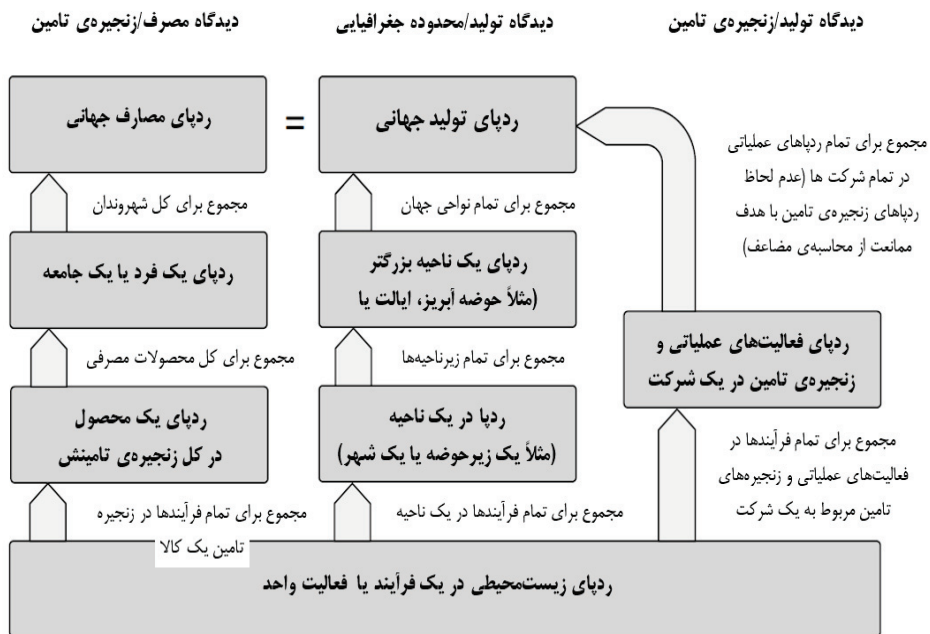 دیدگاه تولید/زنجیره‌ی تامین
دیدگاه تولید/محدوده جغرافیایی
دیدگاه مصرف/زنجیره‌ی تامین
ردپای تولید جهانی
=
ردپای مصارف جهانی
مجموع برای تمام ردپاهای عملیاتی
در تمام شرکت ها (عدم لحاظ
ردپاهای زنجیره‌ی تامین با هدف
ممانعت از محاسبه‌ی مضاعف)
مجموع برای تمام نواحی جهان
مجموع برای کل شهروندان
ردپای یک ناحیه بزرگتر
(مثلاً حوضه آبریز، ایالت یا
ردپای یک فرد یا یک جامعه
ردپای فعالیت‌های عملیاتی و
زنجیره‌ی تامین در یک شرکت
مجموع برای تمام زیرناحیه‌ها
مجموع برای کل محصولات مصرفی
ردپا در یک ناحیه
(مثلاً یک زیرحوضه یا یک شهر)
ردپای یک محصول
در کل زنجیره‌ی تامینش
مجموع برای تمام فرآیندها در
فعالیت‌های عملیاتی و زنجیره‌های
تامین مربوط به یک شرکت
مجموع برای تمام فرآیندها در یک ناحیه
مجموع برای تمام فرآیندها در زنجیره
تامین یک کالا
ردپای زیست‌محیطی در یک فرآیند یا فعالیت واحد